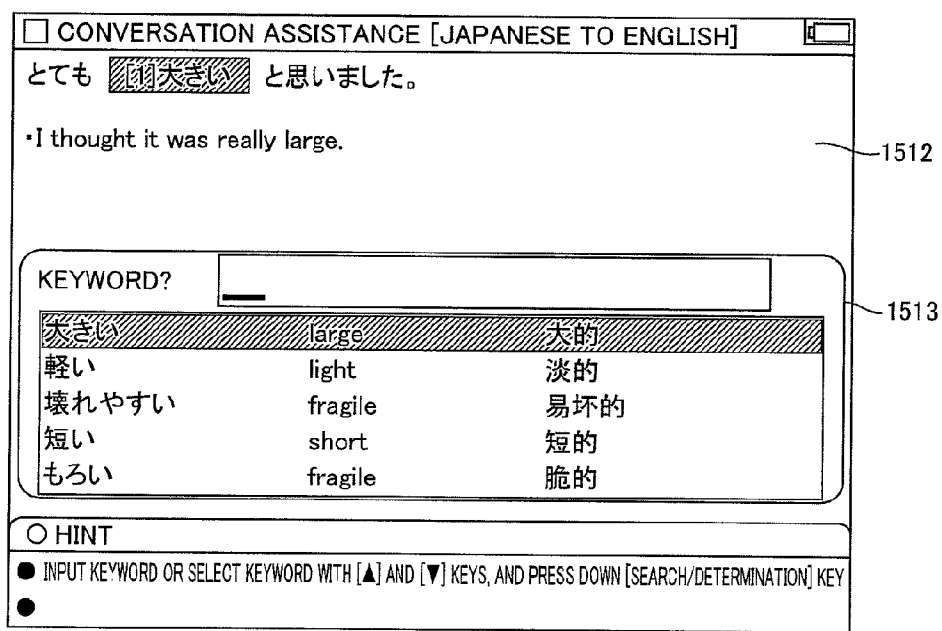 CONVERSATION ASSISTANCE [JAPANESE TO ENGLISH]
とても [1]大きい と思いました。
・I thought it was really large.
1512
KEYWORD?
1513
大きい large 大的
軽い light 淡的
壊れやすい fragile 易坏的
短い short 短的
もろい fragile 脆的
HINT
● INPUT KEYWORD OR SELECT KEYWORD WITH [▲] AND [▼] KEYS, AND PRESS DOWN [SEARCH/DETERMINATION] KEY
●